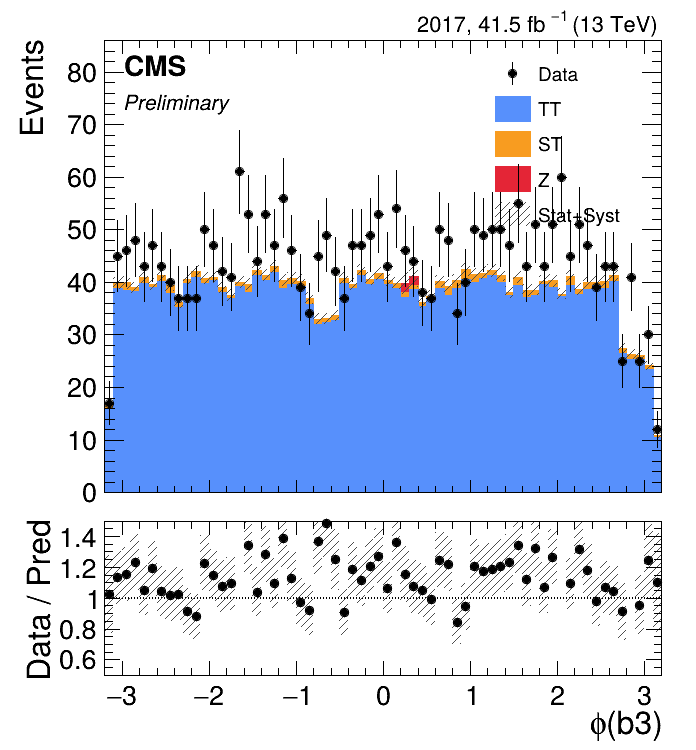 2017, 41.5 fb⁻¹ (13 TeV)
Events
CMS
Preliminary
Data
TT
ST
Z
Stat+Syst
80
70
60
50
40
30
20
10
0
Data / Pred
1.4
1.2
1
0.8
0.6
−3 −2 −1 0 1 2 3
ϕ(b3)